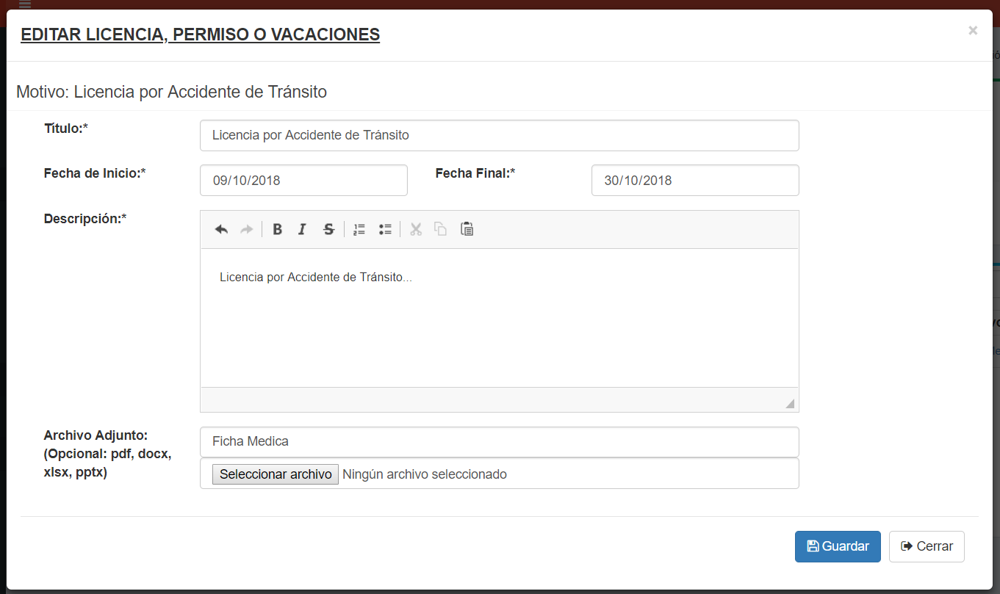 EDITAR LICENCIA, PERMISO O VACACIONES
×
Motivo: Licencia por Accidente de Tránsito
Título:*
Licencia por Accidente de Tránsito
Fecha de Inicio:*
09/10/2018
Fecha Final:*
30/10/2018
Descripción:*
B I S
Licencia por Accidente de Tránsito...
Archivo Adjunto:
(Opcional: pdf, docx,
xlsx, pptx)
Ficha Medica
Seleccionar archivo Ningún archivo seleccionado
Guardar
Cerrar